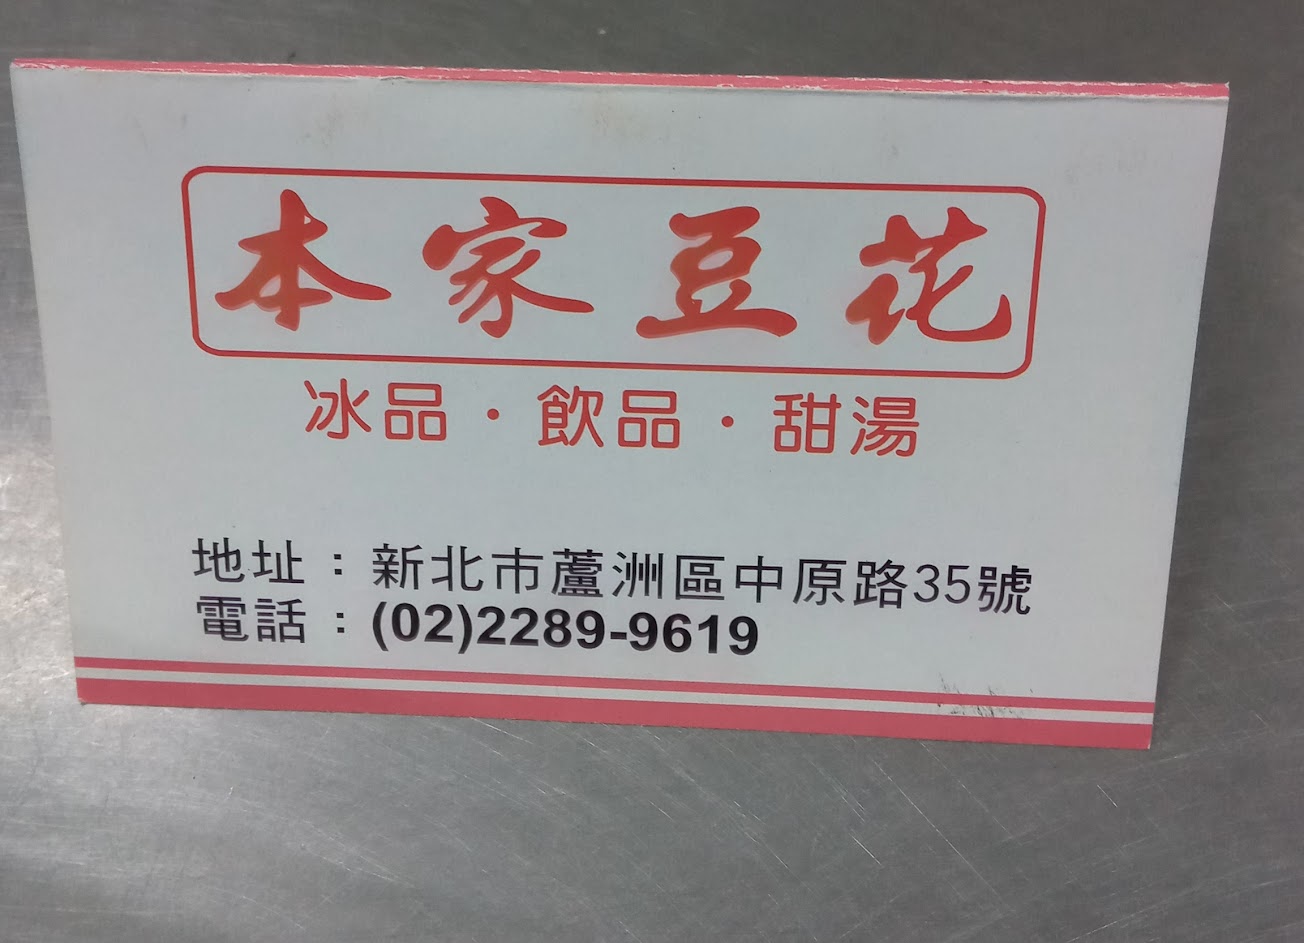 本家豆花
冰品・飲品・甜湯
地址：新北市蘆洲區中原路35號
電話：(02)2289-9619